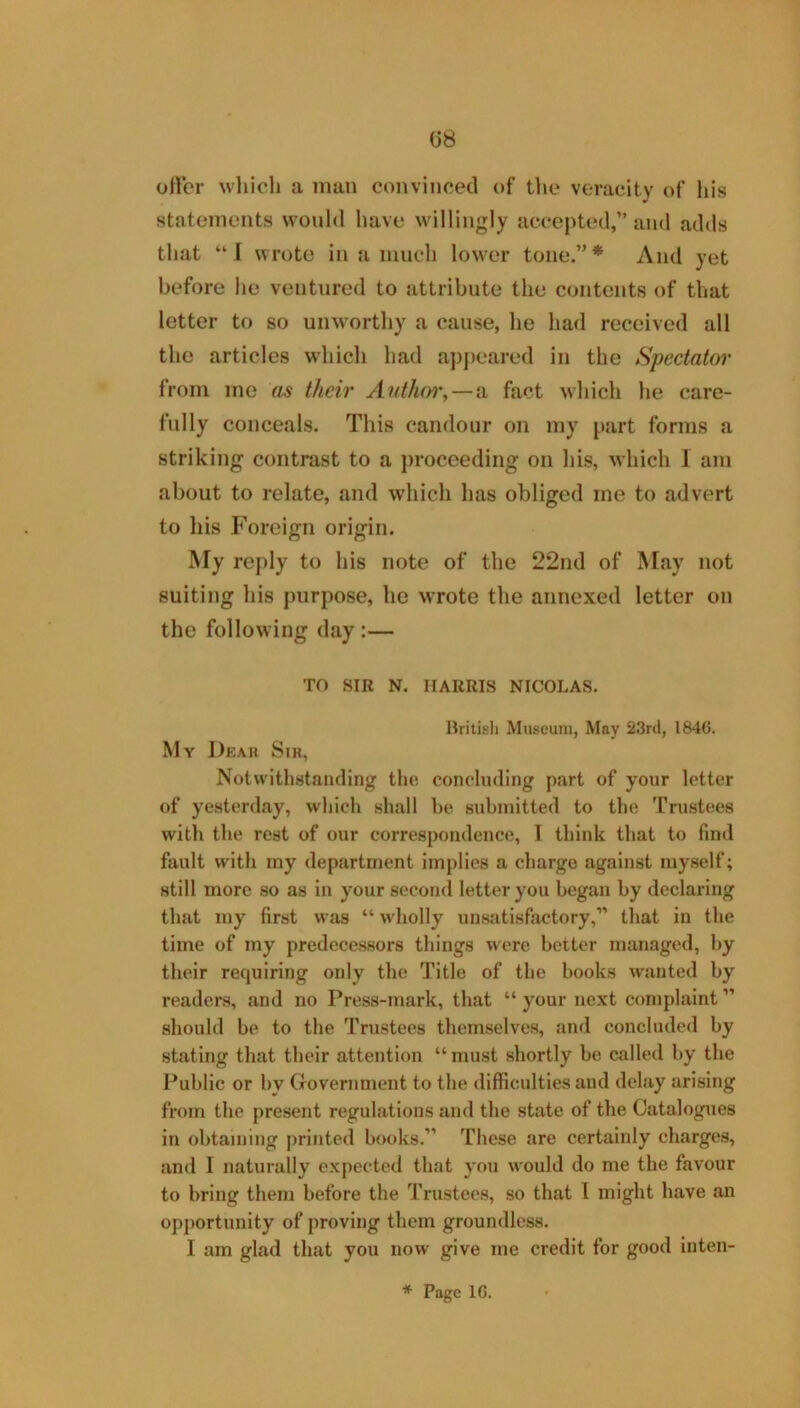 68
offer which a man convinced of the veracity of his
statements would have willingly accepted,” and adds
that “I wrote in a much lower tone.”* And yet
before he ventured to attribute the contents of that
letter to so unworthy a cause, he had received all
the articles which had appeared in the Spectator
from me as their Author,—a fact which he care-
fully conceals. This candour on my part forms a
striking contrast to a proceeding on his, which I am
about to relate, and which has obliged me to advert
to his Foreign origin.
My reply to his note of the 22nd of May not
suiting his purpose, he wrote the annexed letter on
the following day:—
TO SIR N. HARRIS NICOLAS.
British Museum, May 23rd, 1846.
My Dear Sir,
Notwithstanding the concluding part of your letter
of yesterday, which shall be submitted to the Trustees
with the rest of our correspondence, I think that to find
fault with my department implies a charge against myself;
still more so as in your second letter you began by declaring
that my first was “wholly unsatisfactory,” that in the
time of my predecessors things were better managed, by
their requiring only the Title of the books wanted by
readers, and no Press-mark, that “your next complaint”
should be to the Trustees themselves, and concluded by
stating that their attention “must shortly be called by the
Public or by Government to the difficulties and delay arising
from the present regulations and the state of the Catalogues
in obtaining printed books.” These are certainly charges,
and I naturally expected that you would do me the favour
to bring them before the Trustees, so that I might have an
opportunity of proving them groundless.
I am glad that you now give me credit for good inten-
* Page 16.